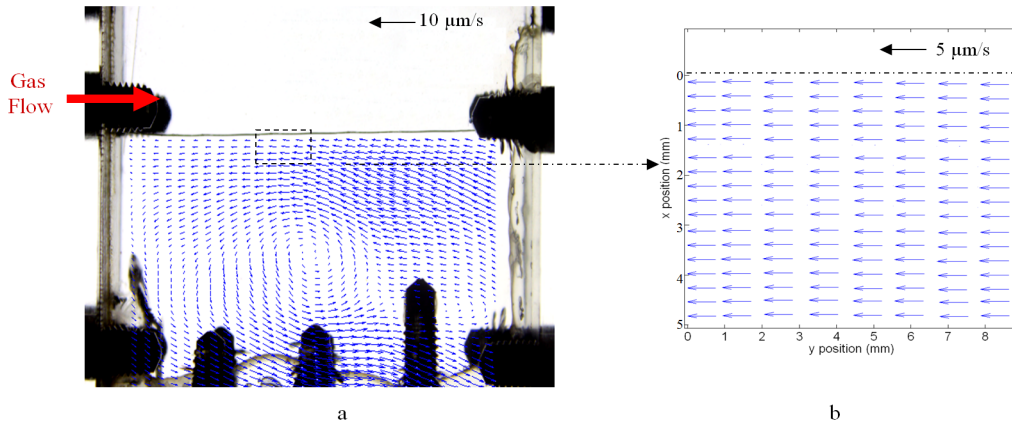 10 µm/s
Gas
Flow
a
5 µm/s
x position (mm)
0
1
2
3
4
5
0 1 2 3 4 5 6 7 8
y position (mm)
b